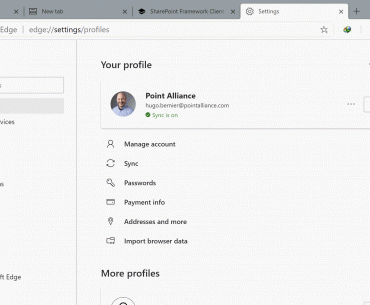 New tab
SharePoint Framework Client
Settings
Edge
edge://settings/profiles
Your profile
Point Alliance
hugo.bernier@pointalliance.com
Sync is on
vices
Manage account
Sync
Passwords
Payment info
Addresses and more
Import browser data
ft Edge
More profiles